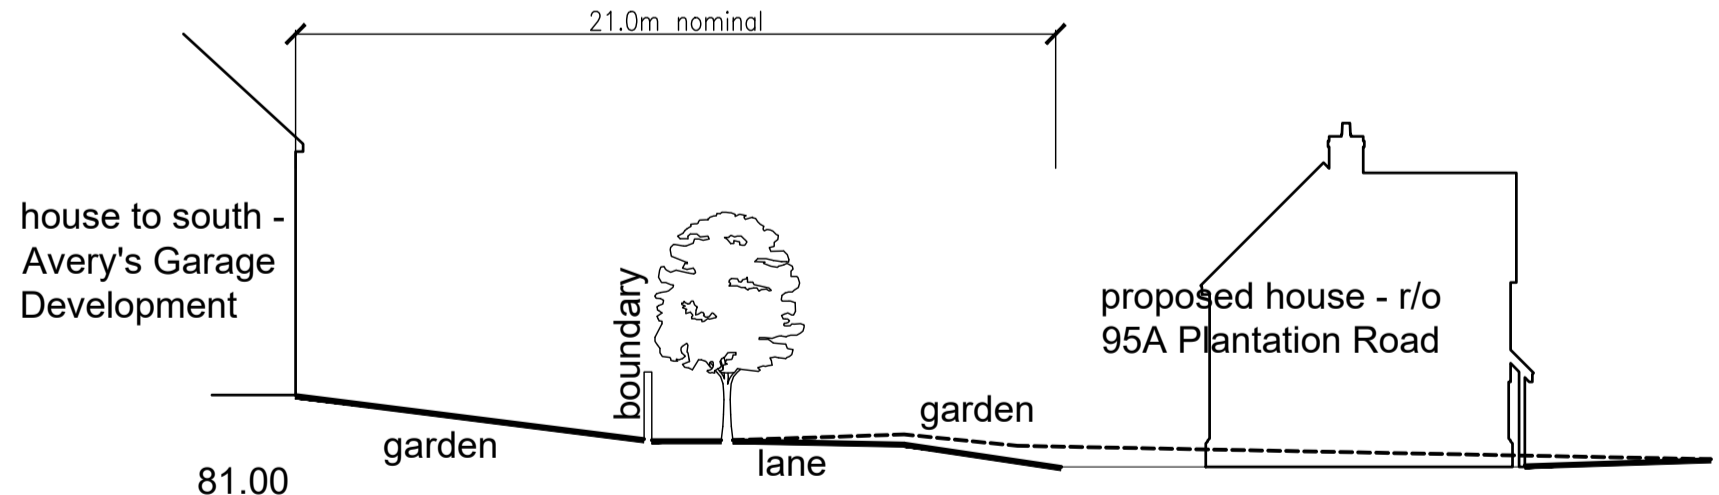 21.0m nominal
house to south -
Avery's Garage
Development
boundary
proposed house - r/o
95A Plantation Road
garden
garden
lane
81.00